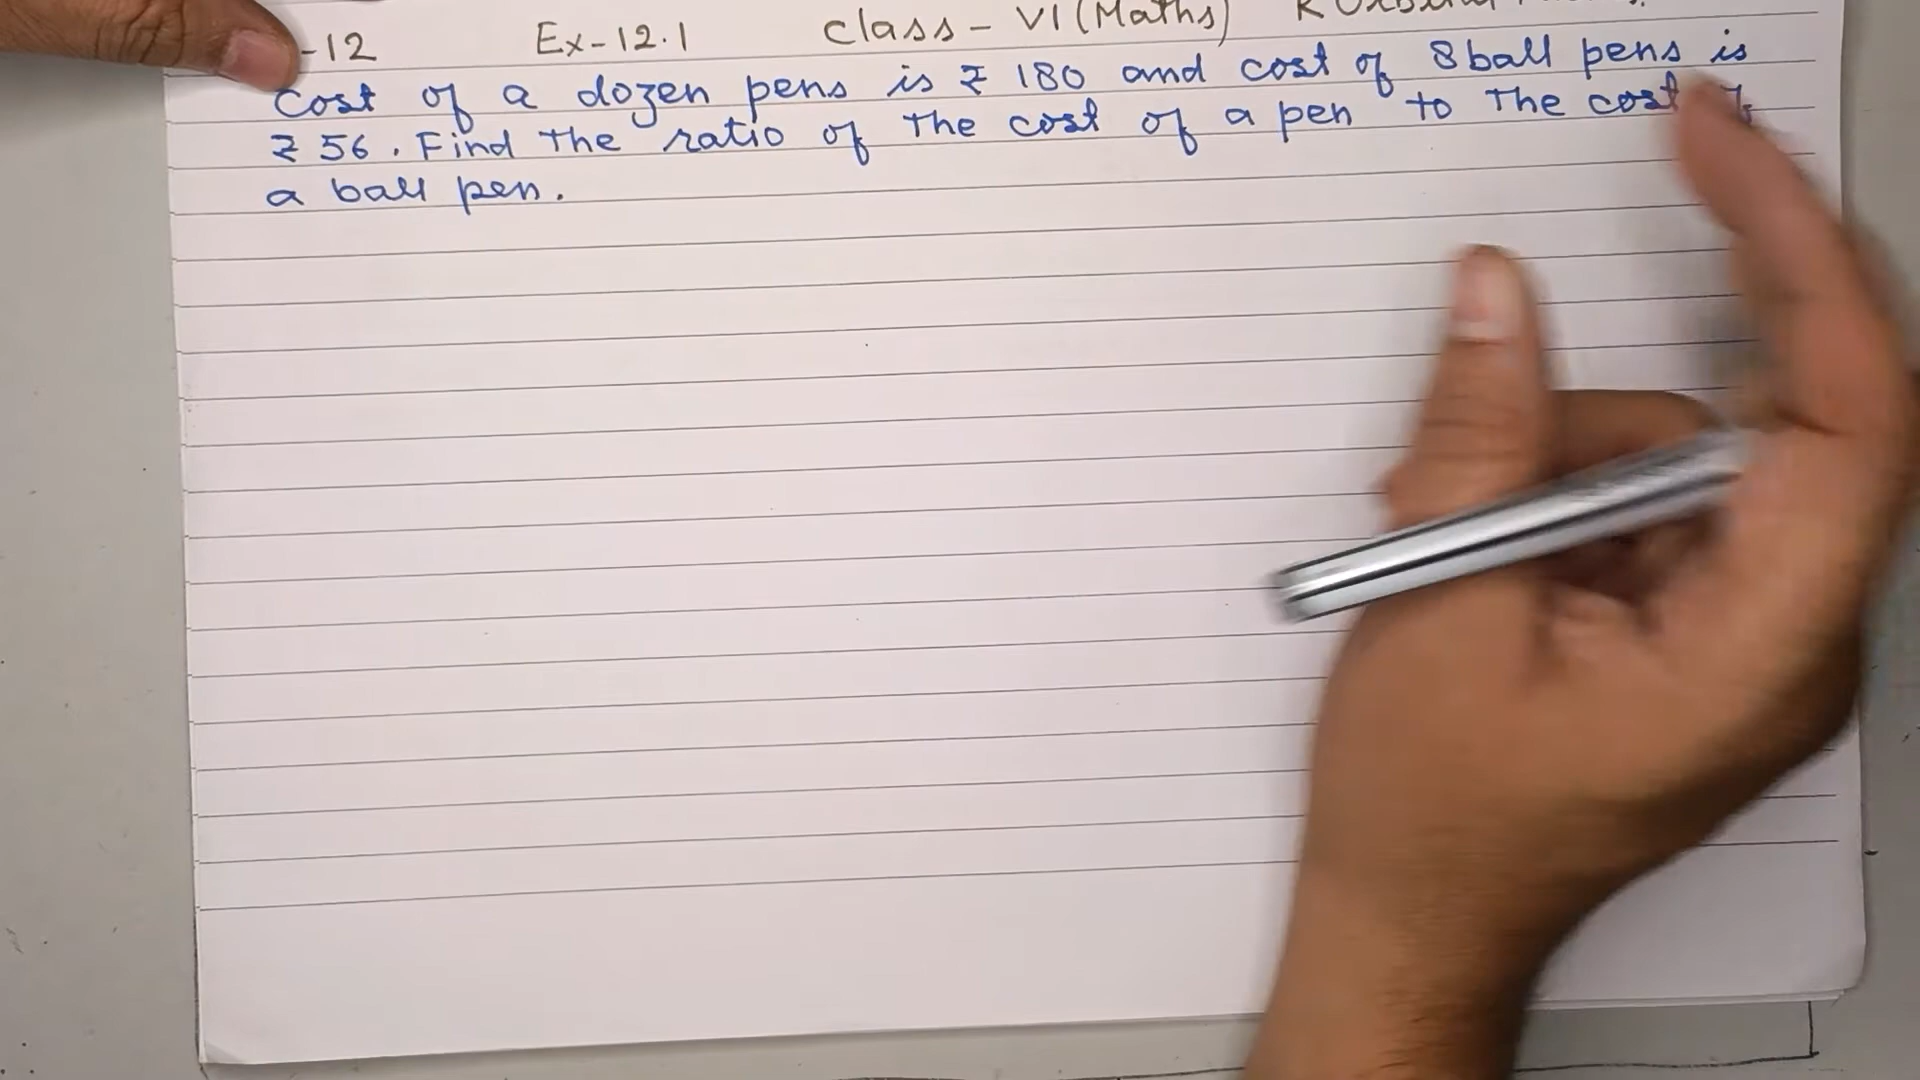 -12 Ex-12.1 Class - VI (Maths)
Cost of a dozen pens is ₹ 180 and cost of 8 ball pens is
₹ 56. Find the ratio of the cost of a pen to the cost of
a ball pen.